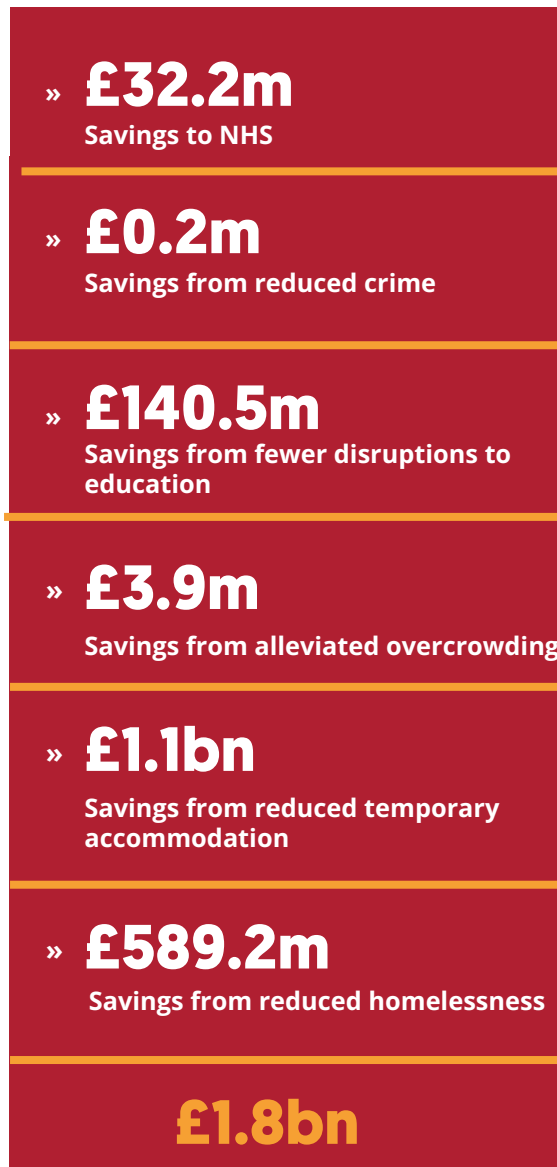 » £32.2m
Savings to NHS
» £0.2m
Savings from reduced crime
» £140.5m
Savings from fewer disruptions to
education
» £3.9m
Savings from alleviated overcrowding
» £1.1bn
Savings from reduced temporary
accommodation
» £589.2m
Savings from reduced homelessness
£1.8bn